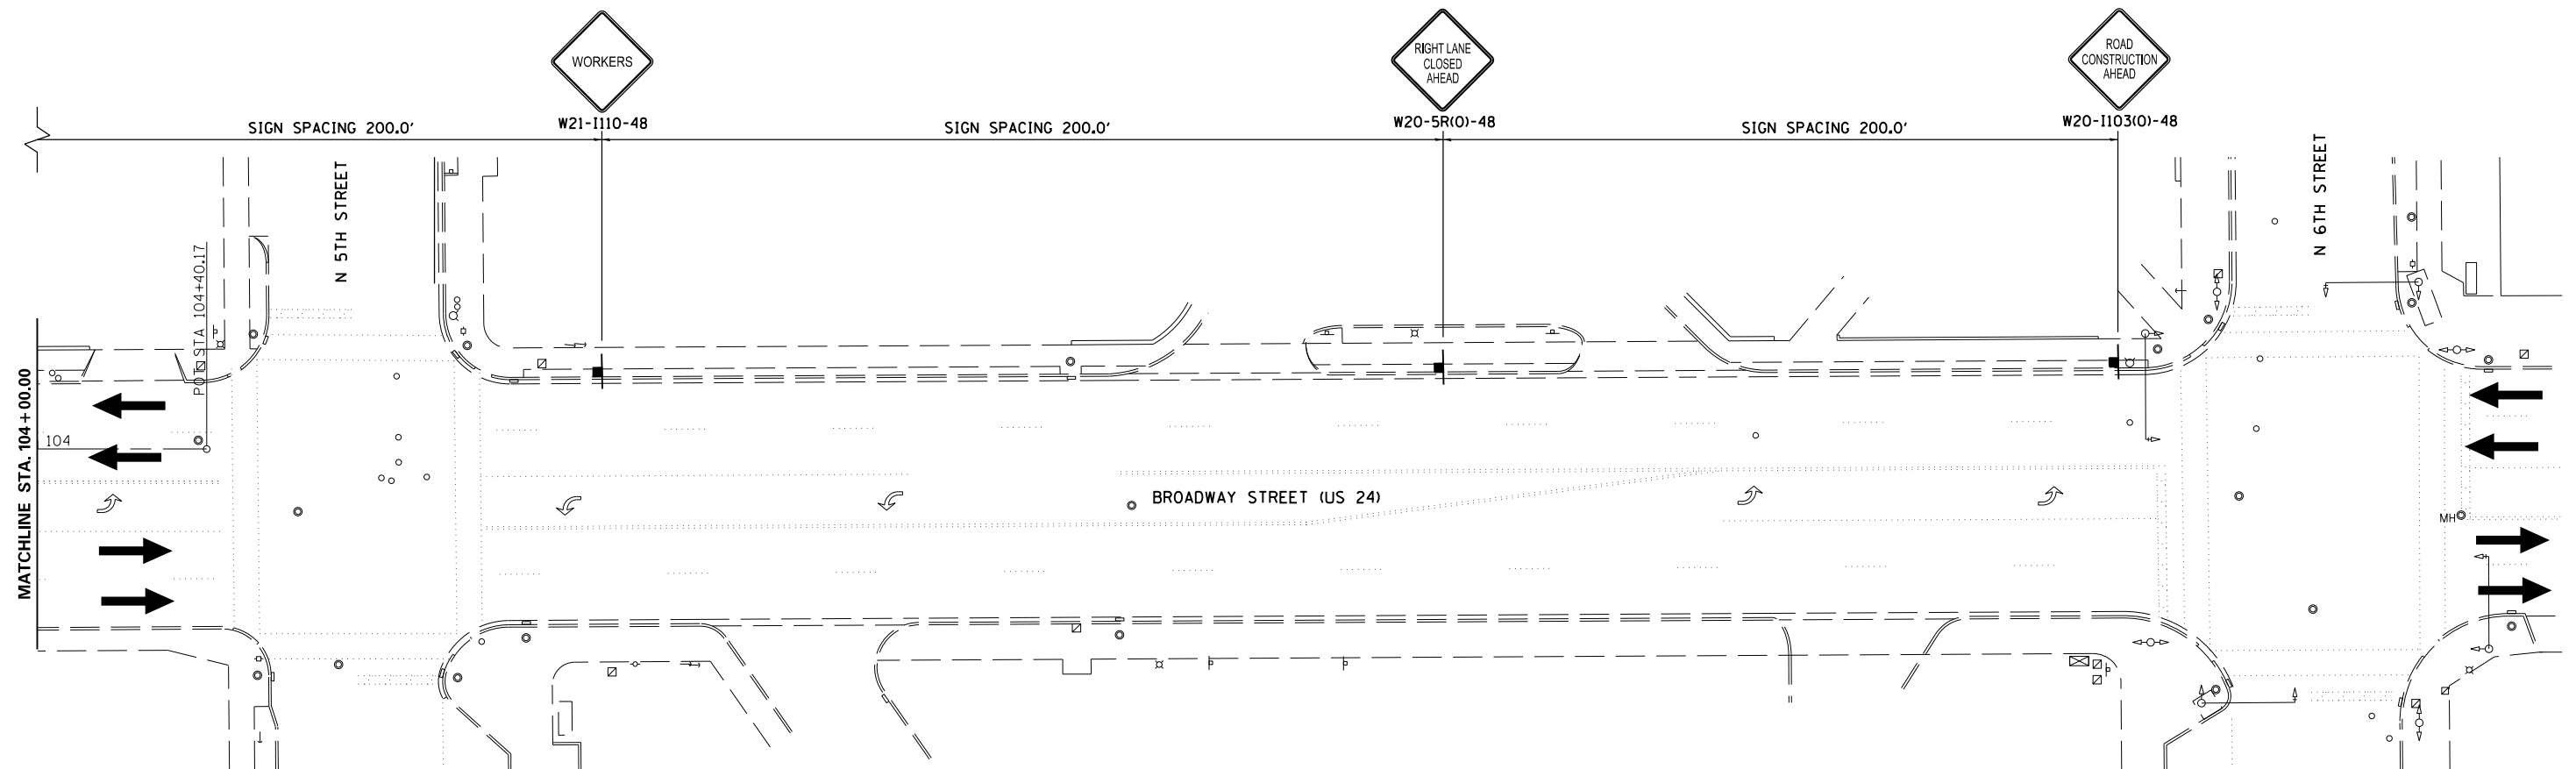 WORKERS
RIGHT LANE
CLOSED
AHEAD
ROAD
CONSTRUCTION
AHEAD
SIGN SPACING 200.0'
W21-I110-48
SIGN SPACING 200.0'
W20-5R(O)-48
SIGN SPACING 200.0'
W20-I103(O)-48
N 5TH STREET
N 6TH STREET
STA 104+40.17
MATCHLINE STA. 104+00.00
104
BROADWAY STREET (US 24)
MH